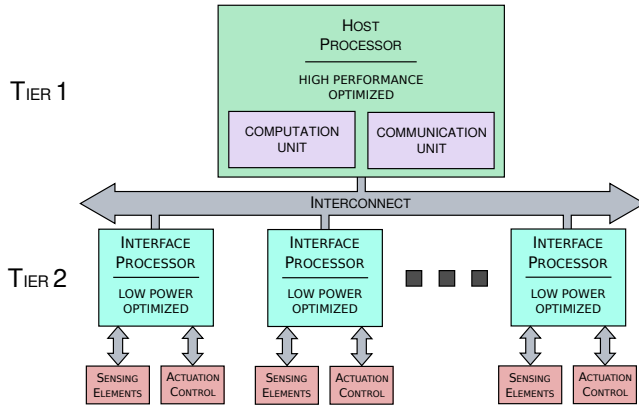 HOST
PROCESSOR
HIGH PERFORMANCE
OPTIMIZED
TIER 1
COMPUTATION
UNIT
COMMUNICATION
UNIT
INTERCONNECT
TIER 2
INTERFACE
PROCESSOR
LOW POWER
OPTIMIZED
INTERFACE
PROCESSOR
LOW POWER
OPTIMIZED
INTERFACE
PROCESSOR
LOW POWER
OPTIMIZED
SENSING
ELEMENTS
ACTUATION
CONTROL
SENSING
ELEMENTS
ACTUATION
CONTROL
SENSING
ELEMENTS
ACTUATION
CONTROL